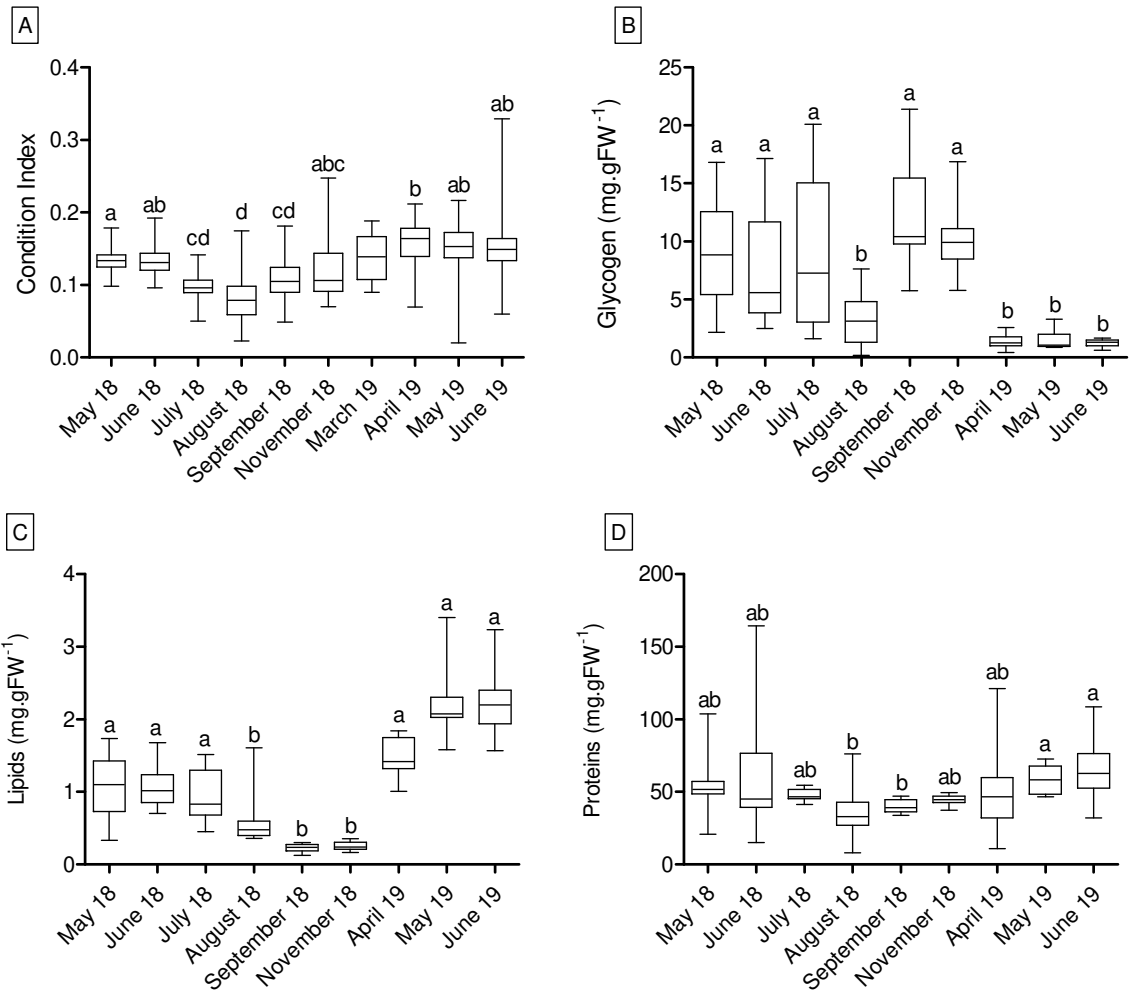 A
Condition Index
0.4
0.3
0.2
0.1
0.0
a ab cd d cd abc b ab ab
May 18
June 18
July 18
August 18
September 18
November 18
March 19
April 19
May 19
June 19
B
Glycogen (mg.gFW⁻¹)
25
20
15
10
5
0
a a a b a a b b b
May 18
June 18
July 18
August 18
September 18
November 18
April 19
May 19
June 19
C
Lipids (mg.gFW⁻¹)
4
3
2
1
0
a a a b b b a a a
May 18
June 18
July 18
August 18
September 18
November 18
April 19
May 19
June 19
D
Proteins (mg.gFW⁻¹)
200
150
100
50
0
ab ab ab b b ab ab a a
May 18
June 18
July 18
August 18
September 18
November 18
April 19
May 19
June 19